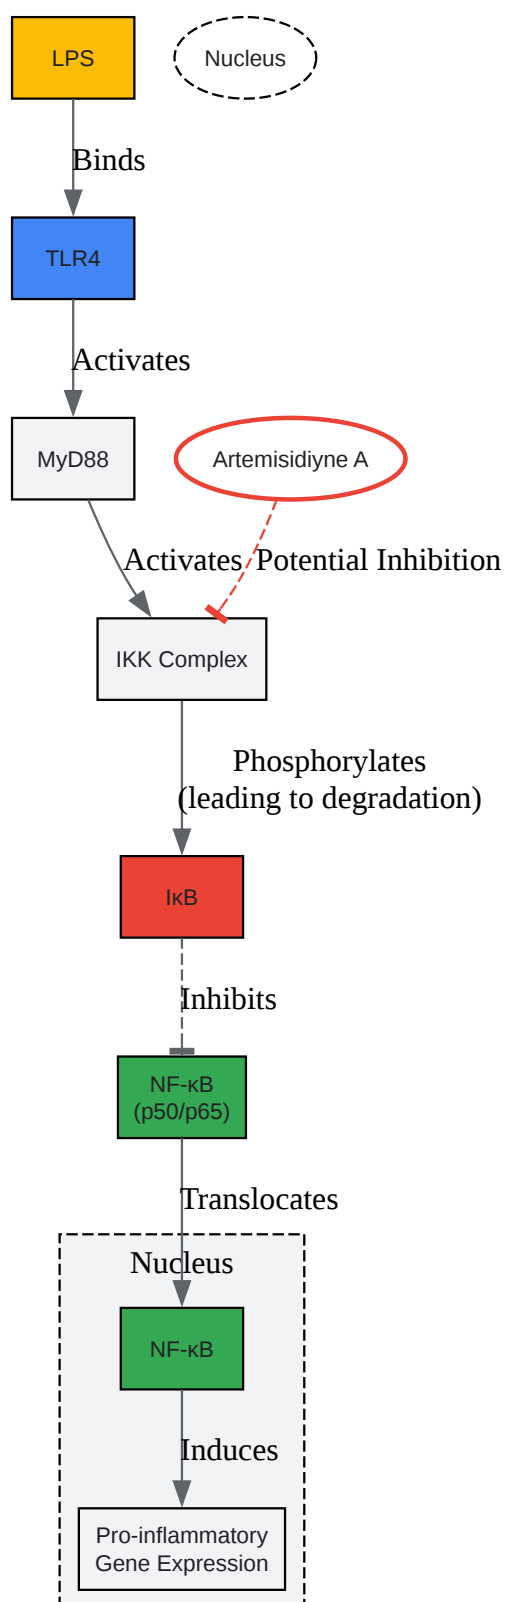 LPS
Nucleus
Binds
TLR4
Activates
MyD88
Artemisidiyne A
Activates
Potential Inhibition
IKK Complex
Phosphorylates
(leading to degradation)
IκB
Inhibits
NF-κB
(p50/p65)
Translocates
Nucleus
NF-κB
Induces
Pro-inflammatory
Gene Expression